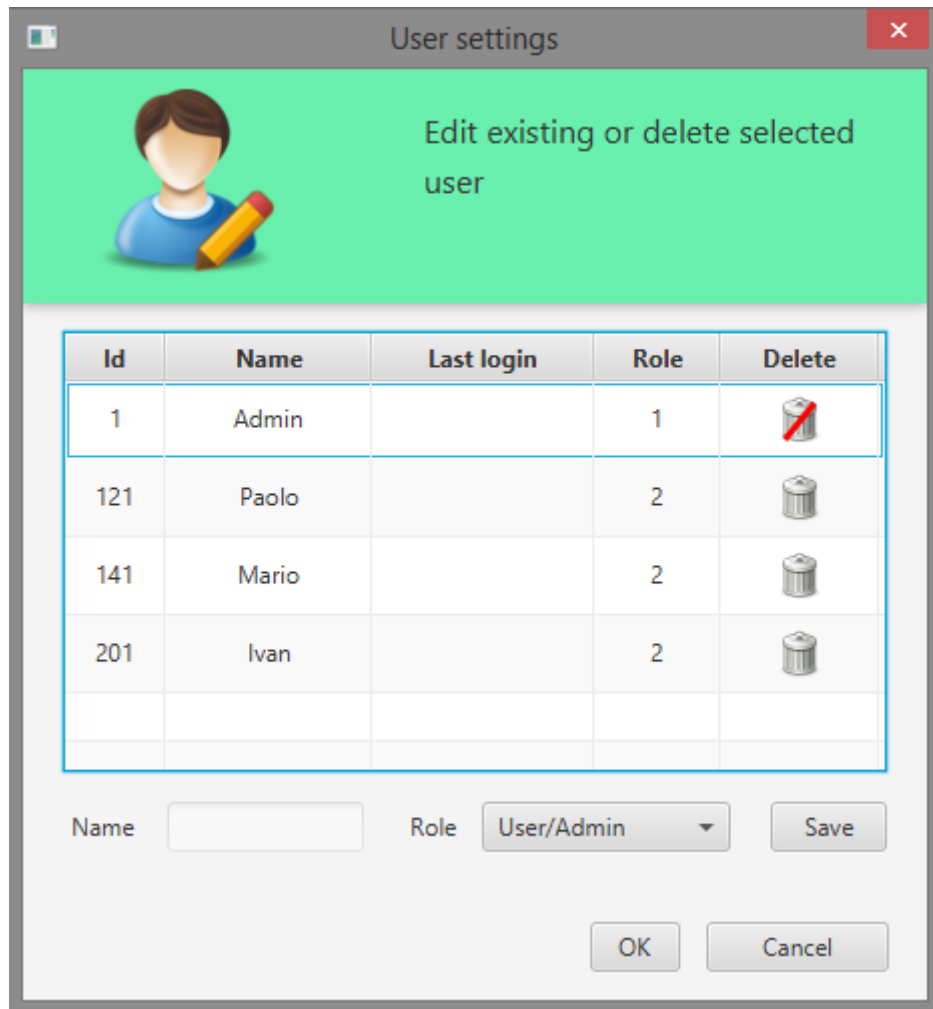 User settings
Edit existing or delete selected
user
Id Name Last login Role Delete
1 Admin 1
121 Paolo 2
141 Mario 2
201 Ivan 2
Name Role User/Admin Save
OK Cancel